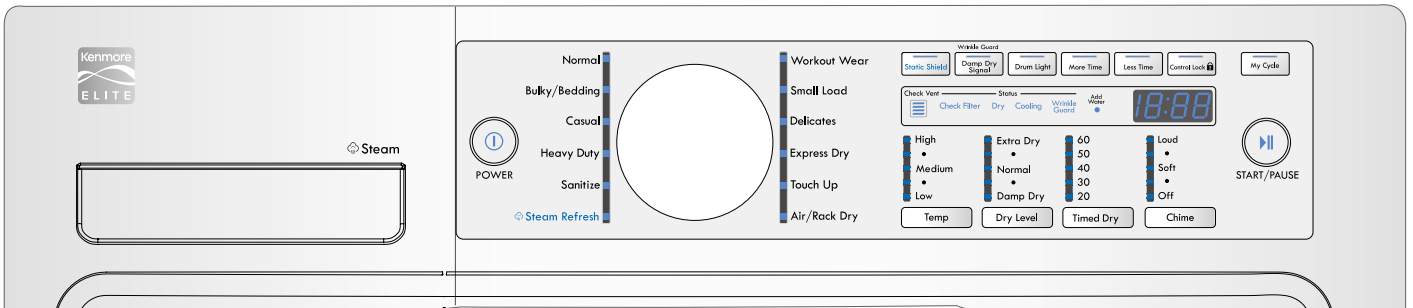 Kenmore
ELITE
Steam
POWER
Normal
Bulky/Bedding
Casual
Heavy Duty
Sanitize
Steam Refresh
Workout Wear
Small Load
Delicates
Express Dry
Touch Up
Air/Rack Dry
Wrinkle Guard
Static Shield
Damp Dry
Signal
Drum Light
More Time
Less Time
Control Lock
My Cycle
Check Vent
Status
Check Filter
Dry
Cooling
Wrinkle
Guard
Add
Water
18:88
High
Medium
Low
Temp
Extra Dry
Normal
Damp Dry
Dry Level
60
50
40
30
20
Timed Dry
Loud
Soft
Off
Chime
START/PAUSE